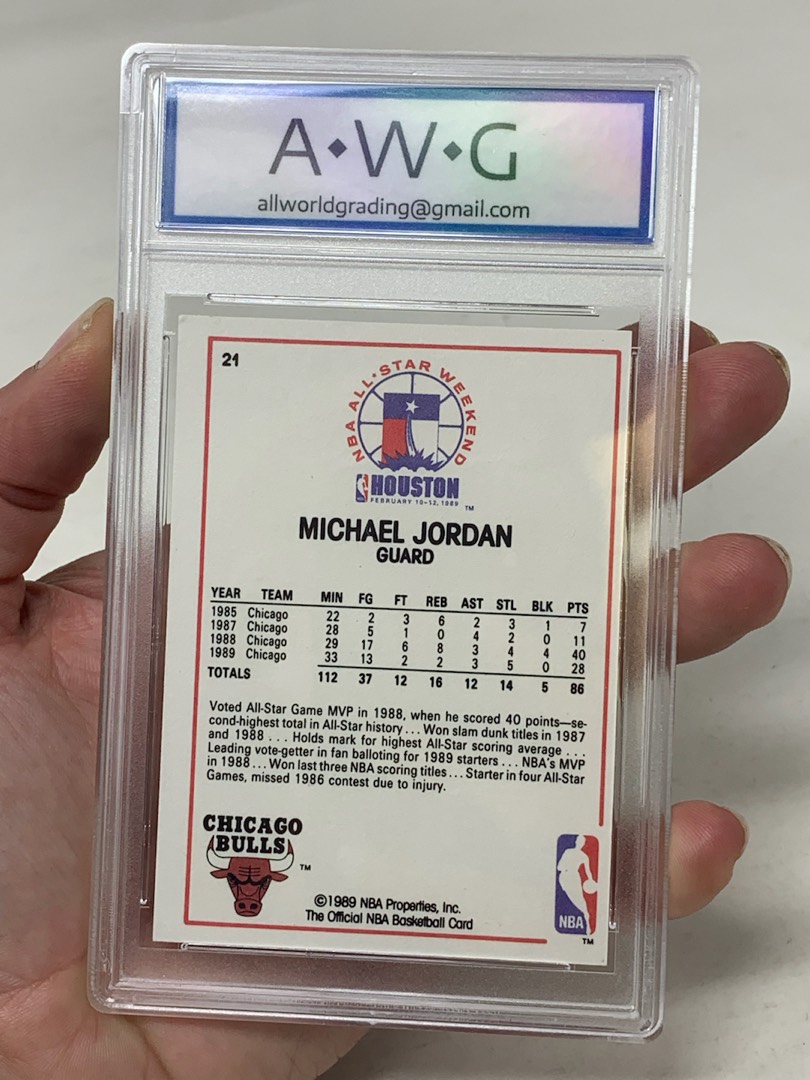 A◆W◆G
allworldgrading@gmail.com
21
NBA ALL·STAR WEEKEND
HOUSTON
FEBRUARY 10-12, 1989
TM
MICHAEL JORDAN
GUARD
YEAR TEAM MIN FG FT REB AST STL BLK PTS
1985 Chicago 22 2 3 6 2 3 1 7
1987 Chicago 28 5 1 0 4 2 0 11
1988 Chicago 29 17 6 8 3 4 4 40
1989 Chicago 33 13 2 2 3 5 0 28
TOTALS 112 37 12 16 12 14 5 86
Voted All-Star Game MVP in 1988, when he scored 40 points—se-
cond-highest total in All-Star history . . . Won slam dunk titles in 1987
and 1988 . . . Holds mark for highest All-Star scoring average . . .
Leading vote-getter in fan balloting for 1989 starters . . . NBA's MVP
in 1988 . . . Won last three NBA scoring titles . . . Starter in four All-Star
Games, missed 1986 contest due to injury.
CHICAGO
BULLS
TM
©1989 NBA Properties, Inc.
The Official NBA Basketball Card
NBA
TM